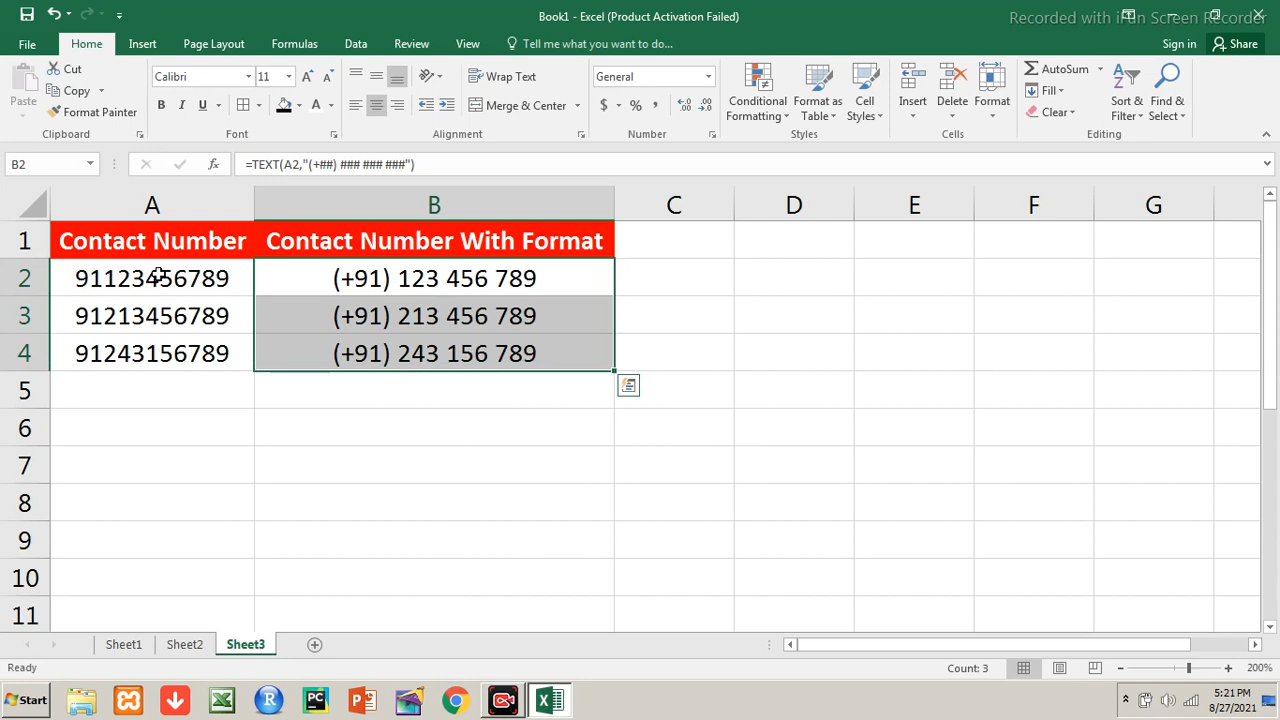 Book1 - Excel (Product Activation Failed)
Recorded with iFun Screen Recorder
File Home Insert Page Layout Formulas Data Review View Tell me what you want to do... Sign in Share
Paste Cut Copy Format Painter Clipboard
Calibri 11 B I U A A A Font
Wrap Text Merge & Center Alignment
General $ % , Number
Conditional Formatting Format as Table Cell Styles Styles
Insert Delete Format Cells
AutoSum Fill Clear Sort & Filter Find & Select Editing
B2 fx =TEXT(A2,"(+##) ### ### ###")
A B C D E F G
1 Contact Number Contact Number With Format
2 91123456789 (+91) 123 456 789
3 91213456789 (+91) 213 456 789
4 91243156789 (+91) 243 156 789
5
6
7
8
9
10
11
Sheet1 Sheet2 Sheet3
Ready Count: 3 200%
Start R PC P 5:21 PM
8/27/2021